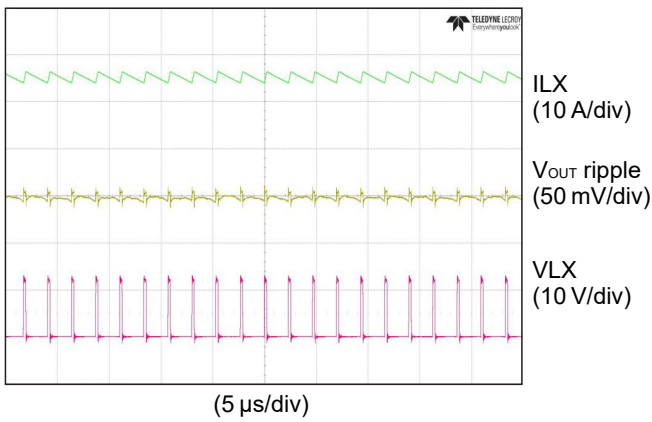 TELEDYNE LECROY
Everywhereyoulook
ILX
(10 A/div)
VOUT ripple
(50 mV/div)
VLX
(10 V/div)
(5 µs/div)